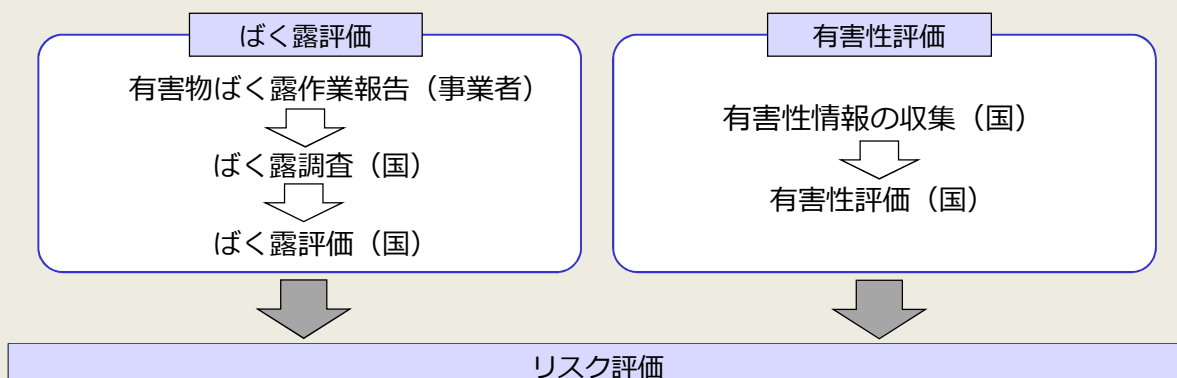 ばく露評価
有害物ばく露作業報告（事業者）
ばく露調査（国）
ばく露評価（国）
有害性評価
有害性情報の収集（国）
有害性評価（国）
リスク評価